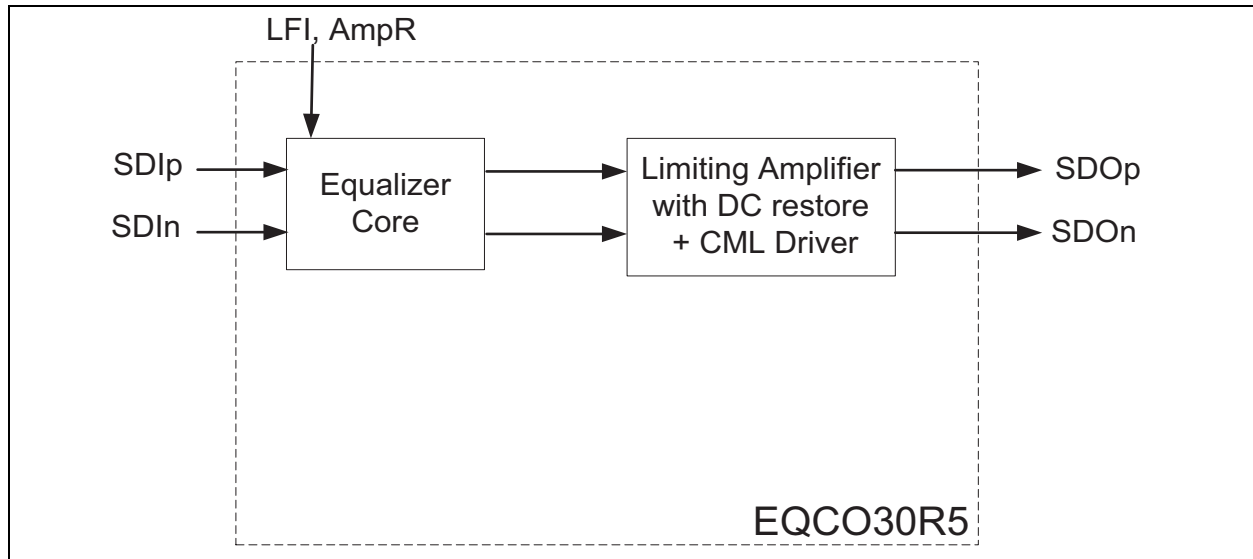 LFI, AmpR
SDIp
SDIn
Equalizer
Core
Limiting Amplifier
with DC restore
+ CML Driver
SDOp
SDOn
EQCO30R5